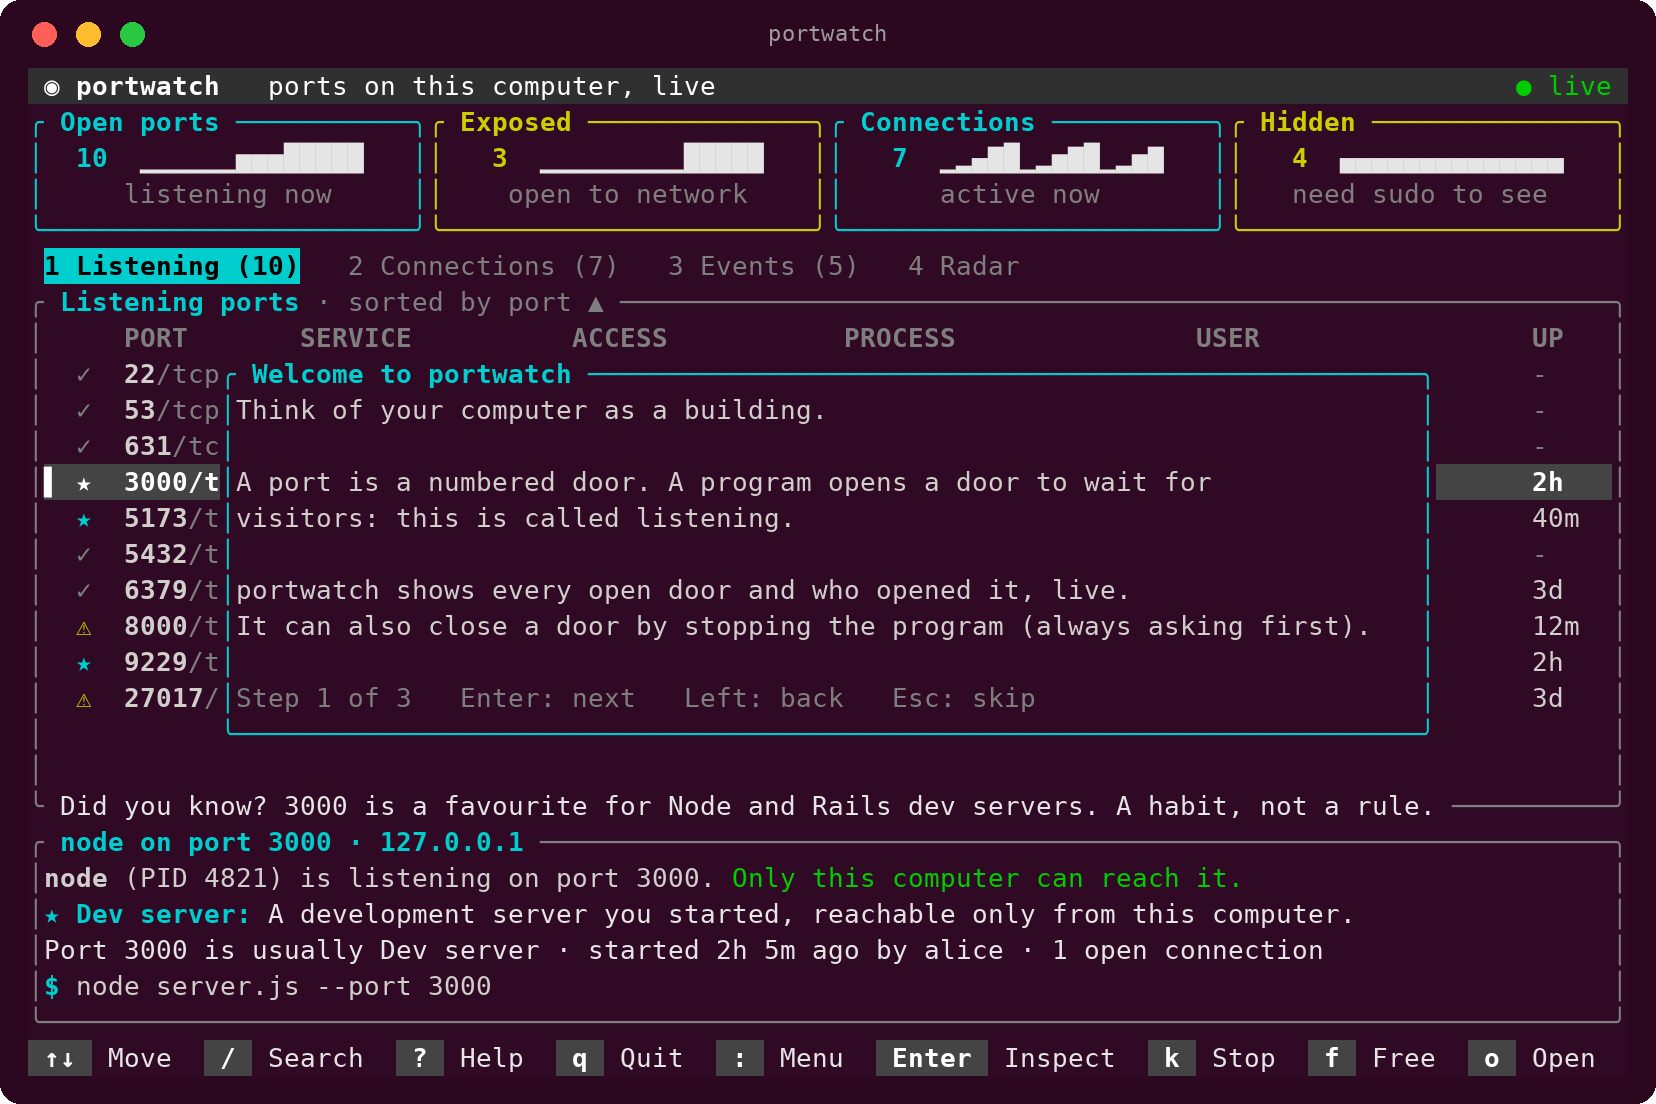 portwatch
◉ portwatch   ports on this computer, live   ● live
Open ports   Exposed   Connections   Hidden
10   3   7   4
listening now   open to network   active now   need sudo to see
1 Listening (10)   2 Connections (7)   3 Events (5)   4 Radar
Listening ports · sorted by port ▲
PORT   SERVICE   ACCESS   PROCESS   USER   UP
✓ 22/tcp   Welcome to portwatch   -
✓ 53/tcp   Think of your computer as a building.   -
✓ 631/tc   -
★ 3000/t   A port is a numbered door. A program opens a door to wait for   2h
★ 5173/t   visitors: this is called listening.   40m
✓ 5432/t   -
✓ 6379/t   portwatch shows every open door and who opened it, live.   3d
⚠ 8000/t   It can also close a door by stopping the program (always asking first).   12m
★ 9229/t   2h
⚠ 27017/   Step 1 of 3   Enter: next   Left: back   Esc: skip   3d
Did you know? 3000 is a favourite for Node and Rails dev servers. A habit, not a rule.
node on port 3000 · 127.0.0.1
node (PID 4821) is listening on port 3000. Only this computer can reach it.
★ Dev server: A development server you started, reachable only from this computer.
Port 3000 is usually Dev server · started 2h 5m ago by alice · 1 open connection
$ node server.js --port 3000
↑↓ Move   / Search   ? Help   q Quit   : Menu   Enter Inspect   k Stop   f Free   o Open